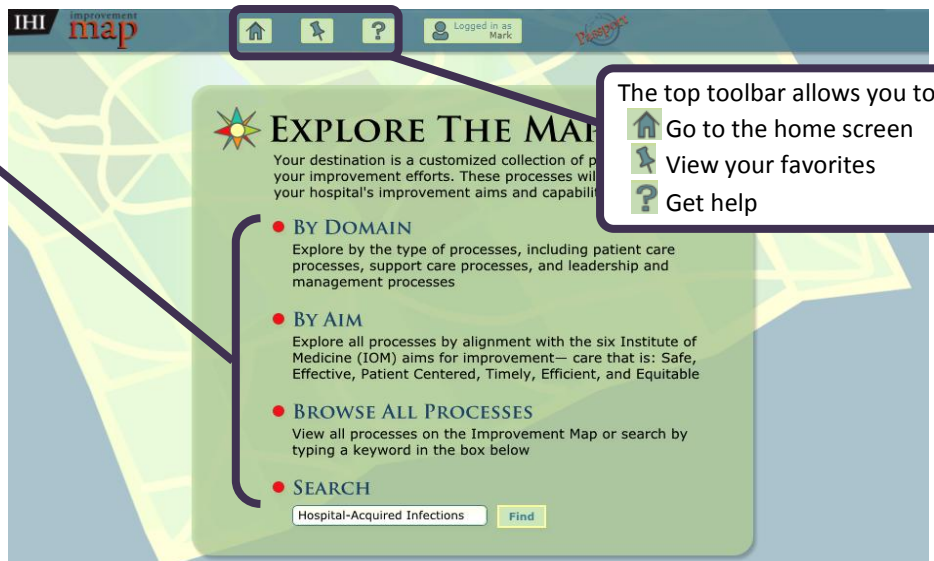 IHI improvement
map
Logged in as
Mark
Passport
The top toolbar allows you to
Go to the home screen
View your favorites
? Get help
EXPLORE THE MAP
Your destination is a customized collection of p
your improvement efforts. These processes wil
your hospital's improvement aims and capabilit
BY DOMAIN
Explore by the type of processes, including patient care
processes, support care processes, and leadership and
management processes
BY AIM
Explore all processes by alignment with the six Institute of
Medicine (IOM) aims for improvement— care that is: Safe,
Effective, Patient Centered, Timely, Efficient, and Equitable
BROWSE ALL PROCESSES
View all processes on the Improvement Map or search by
typing a keyword in the box below
SEARCH
Hospital-Acquired Infections Find